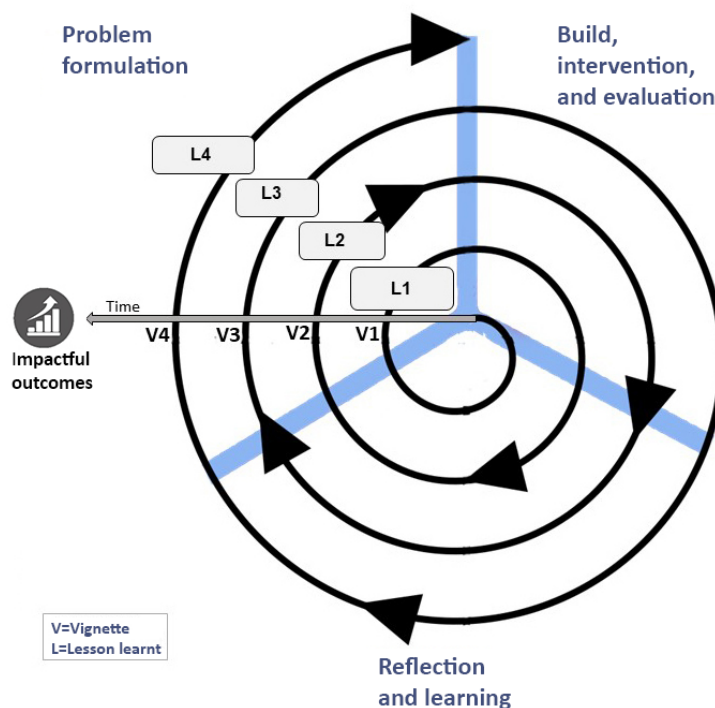 Problem
formulation
Build,
intervention,
and evaluation
L4
L3
L2
L1
Time
V4
V3
V2
V1
Impactful
outcomes
V=Vignette
L=Lesson learnt
Reflection
and learning